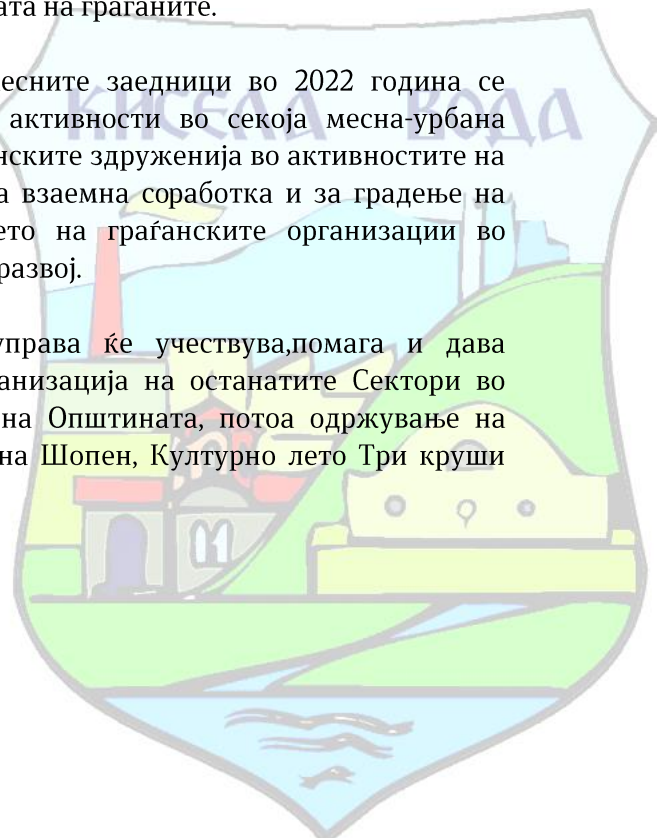 ата на граѓаните.
КИСЕЛА ВОДА
есните заедници во 2022 година се
активности во секоја месна-урбана
нските здруженија во активностите на
а взаемна соработка и за градење на
ето на граѓанските организации во
развој.
управа ќе учествува,помага и дава
анизација на останатите Сектори во
на Општината, потоа одржување на
на Шопен, Културно лето Три круши